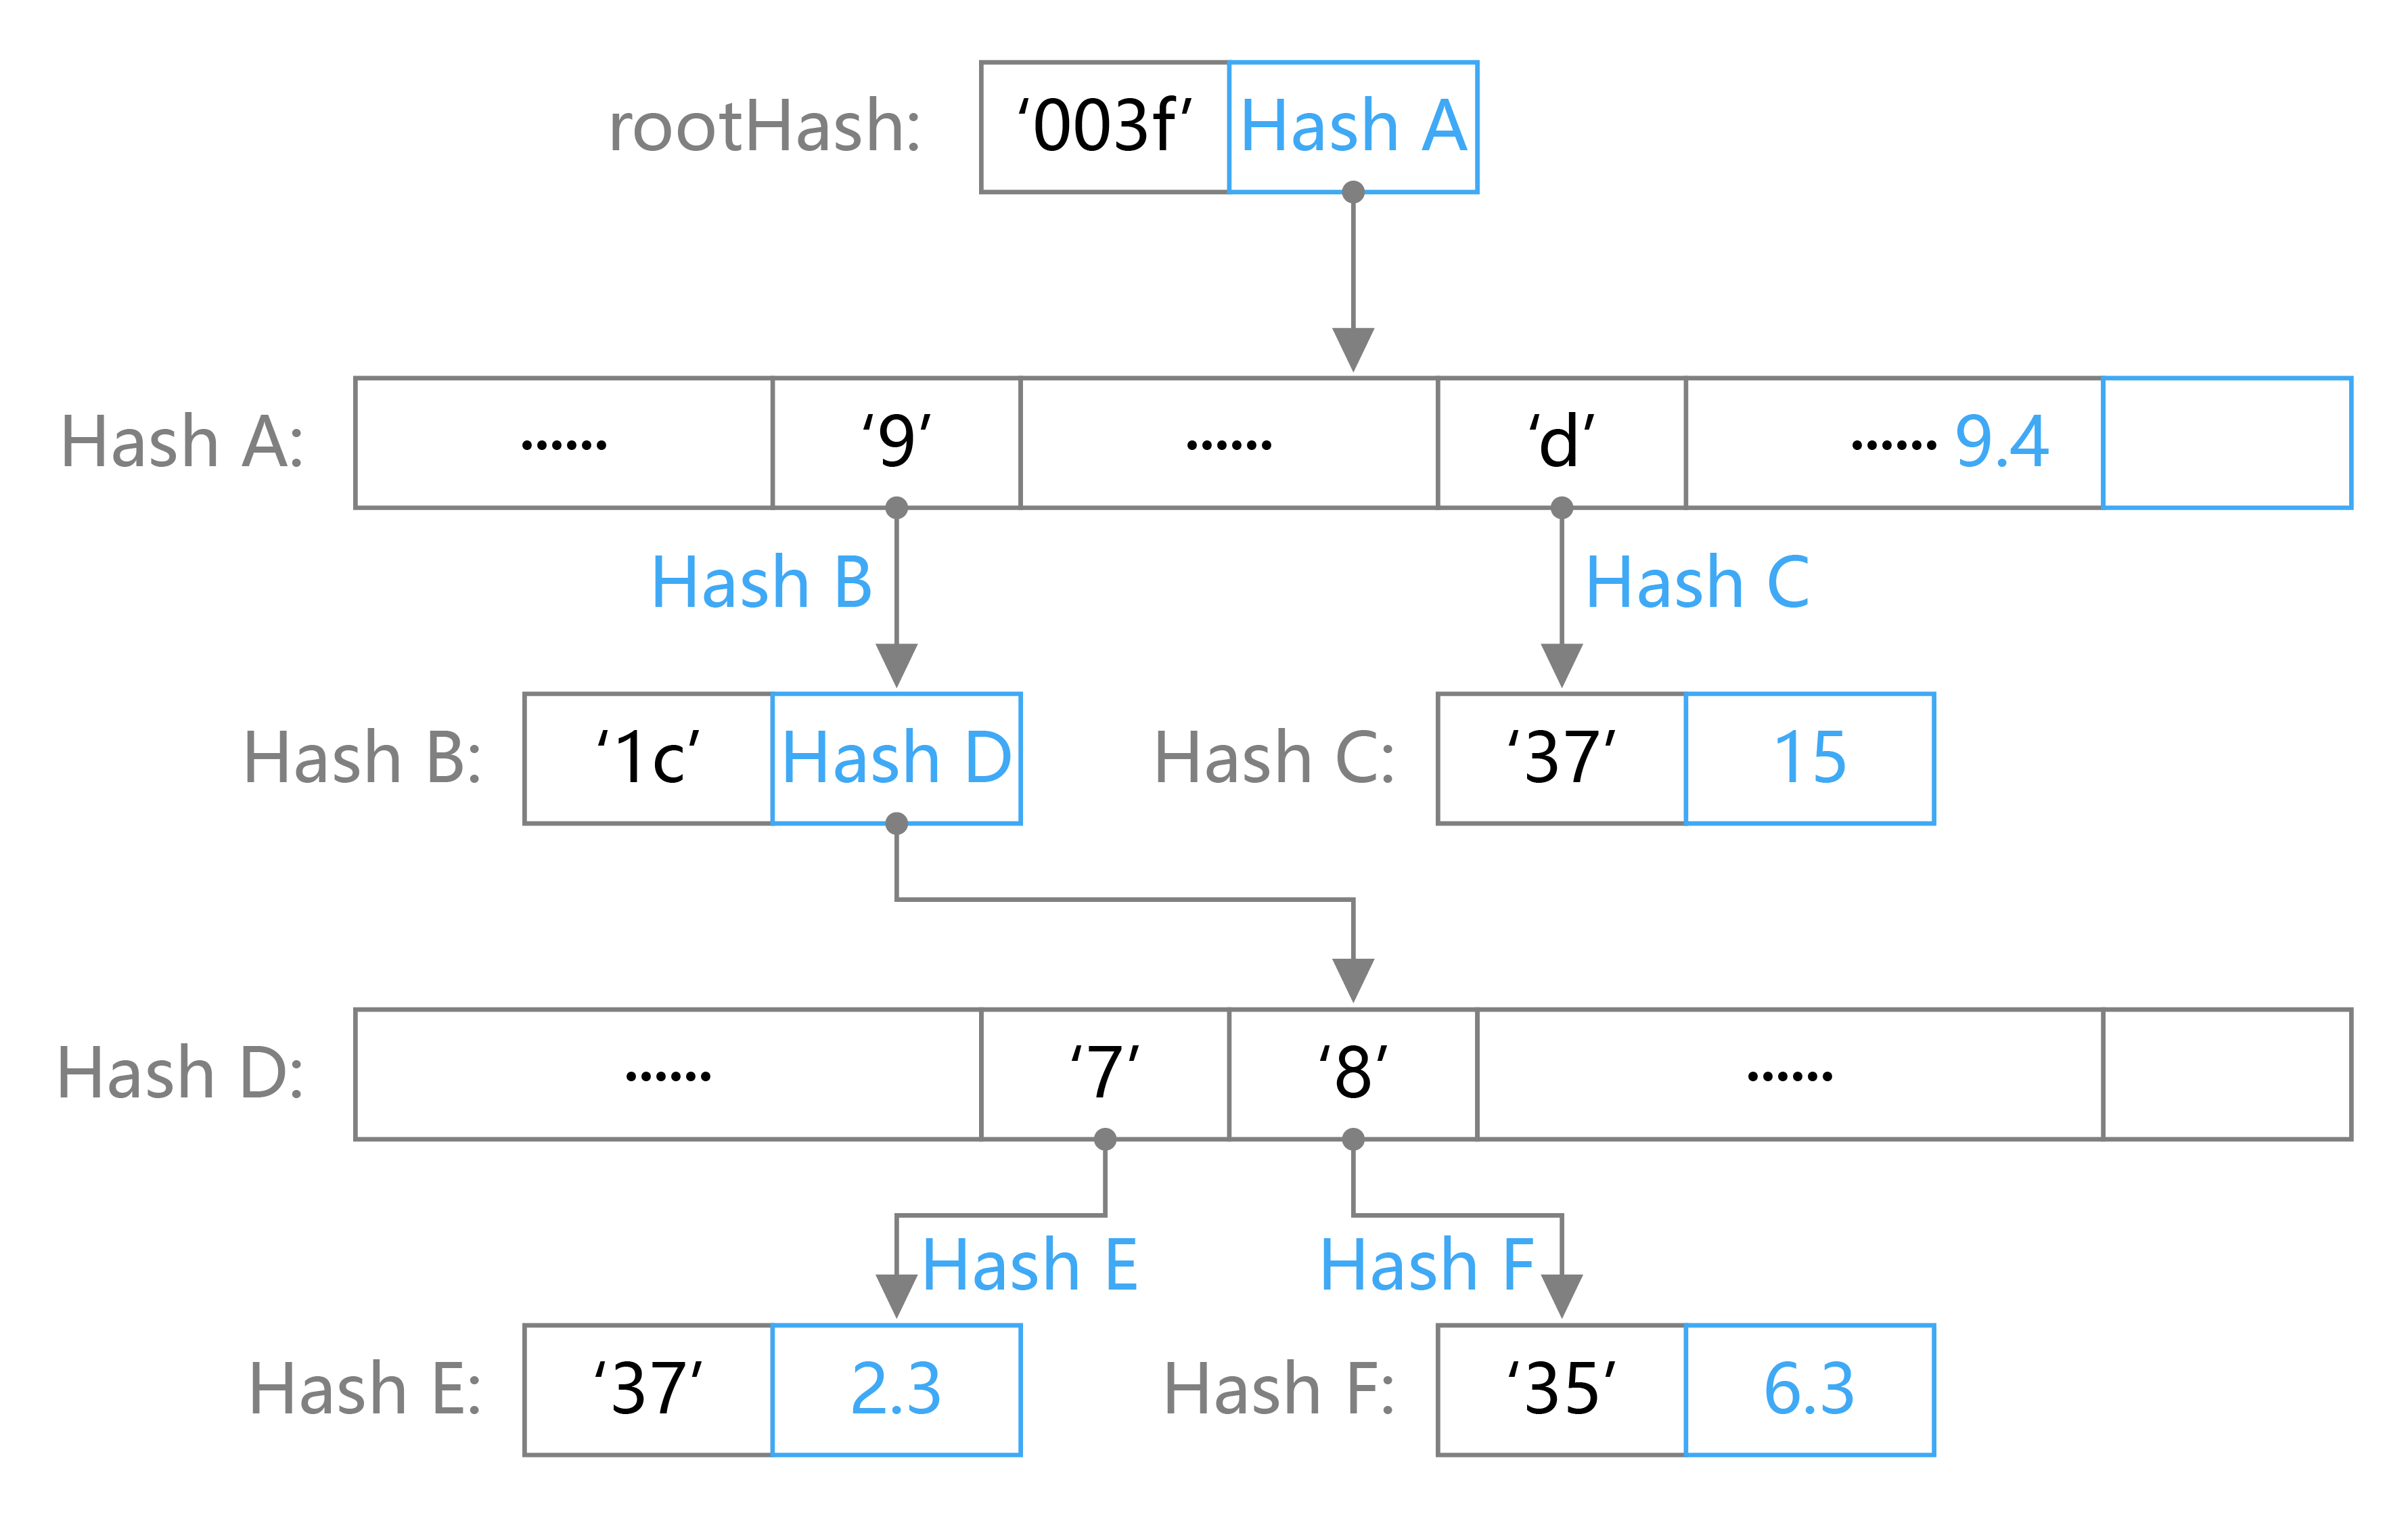 rootHash: ‘003f’ Hash A
Hash A: ...... ‘9’ ...... ‘d’ ...... 9.4
Hash B Hash C
Hash B: ‘1c’ Hash D Hash C: ‘37’ 15
Hash D: ...... ‘7’ ‘8’ ......
Hash E Hash F
Hash E: ‘37’ 2.3 Hash F: ‘35’ 6.3